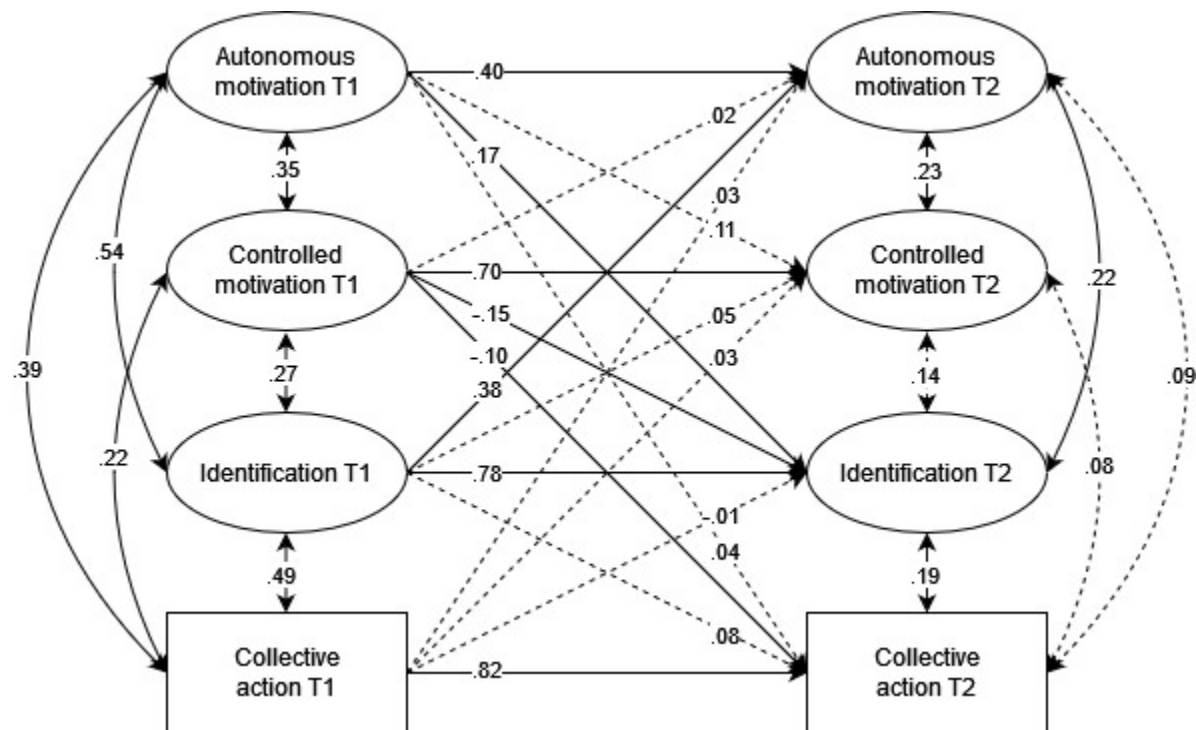 Autonomous
motivation T1
Autonomous
motivation T2
.40
.02
.17
.35
.23
.03
.11
Controlled
motivation T1
Controlled
motivation T2
.54
.70
.22
-.15
.05
-.10
.03
.39
.27
.38
.14
.09
.22
Identification T1
.78
Identification T2
.08
-.01
.04
.49
.19
.08
Collective
action T1
.82
Collective
action T2